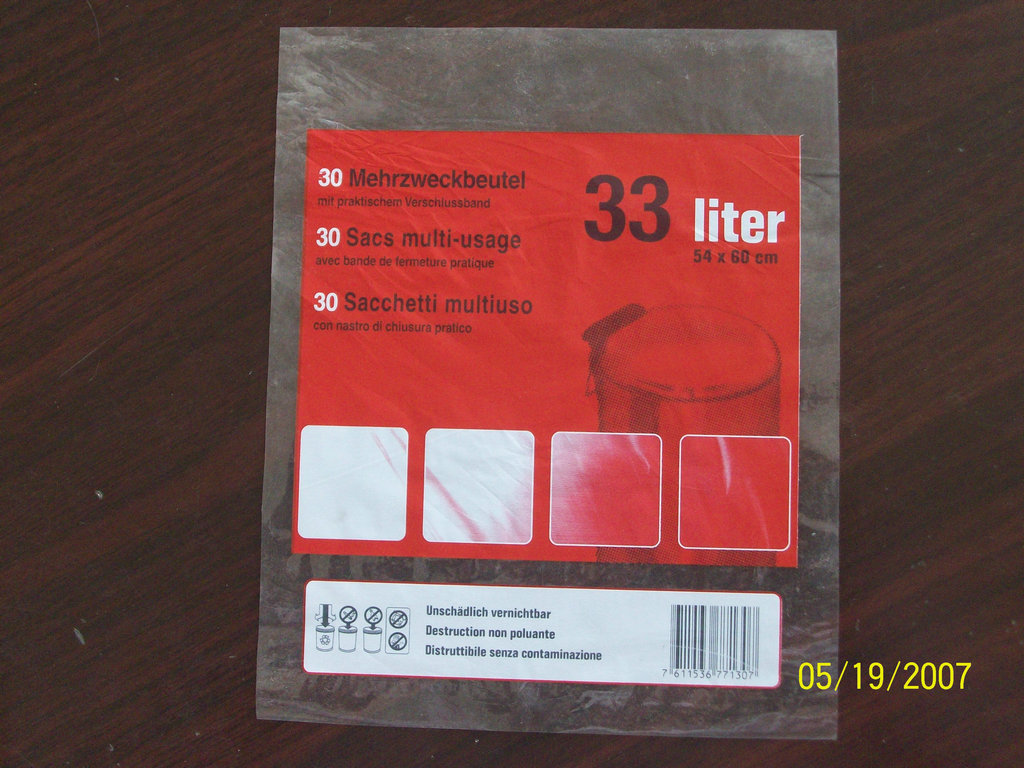 30 Mehrzweckbeutel
mit praktischem Verschlussband
30 Sacs multi-usage
avec bande de fermeture pratique
30 Sacchetti multiuso
con nastro di chiusura pratico
33 liter
54 x 60 cm
Unschädlich vernichtbar
Destruction non poluante
Distruttibile senza contaminazione
7 611536 771307
05/19/2007